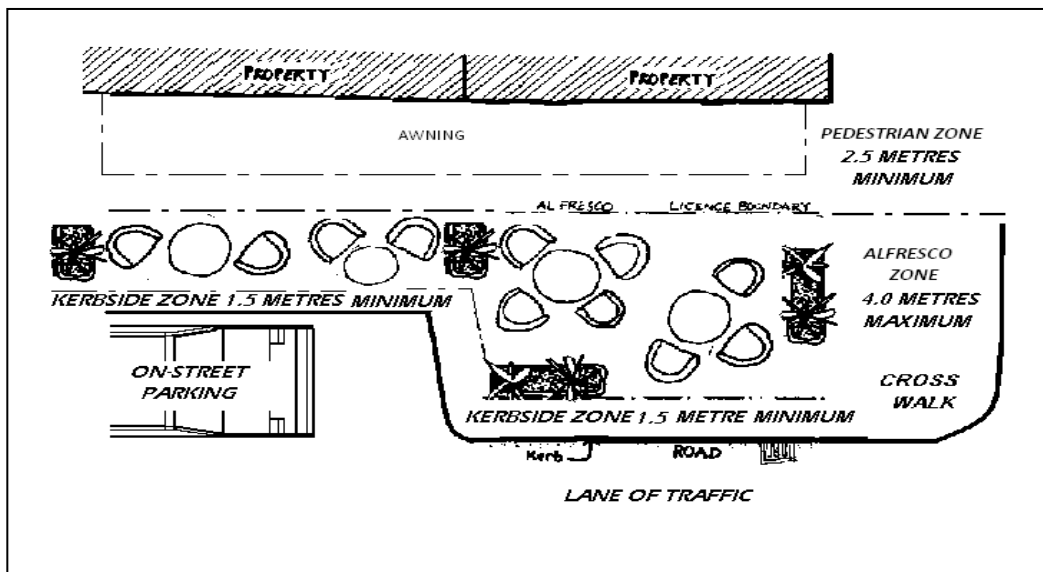 PROPERTY
PROPERTY
AWNING
PEDESTRIAN ZONE
2.5 METRES
MINIMUM
AL FRESCO LICENCE BOUNDARY
ALFRESCO
ZONE
4.0 METRES
MAXIMUM
KERBSIDE ZONE 1.5 METRES MINIMUM
ON-STREET
PARKING
CROSS
WALK
KERBSIDE ZONE 1.5 METRE MINIMUM
Kerb
ROAD
LANE OF TRAFFIC